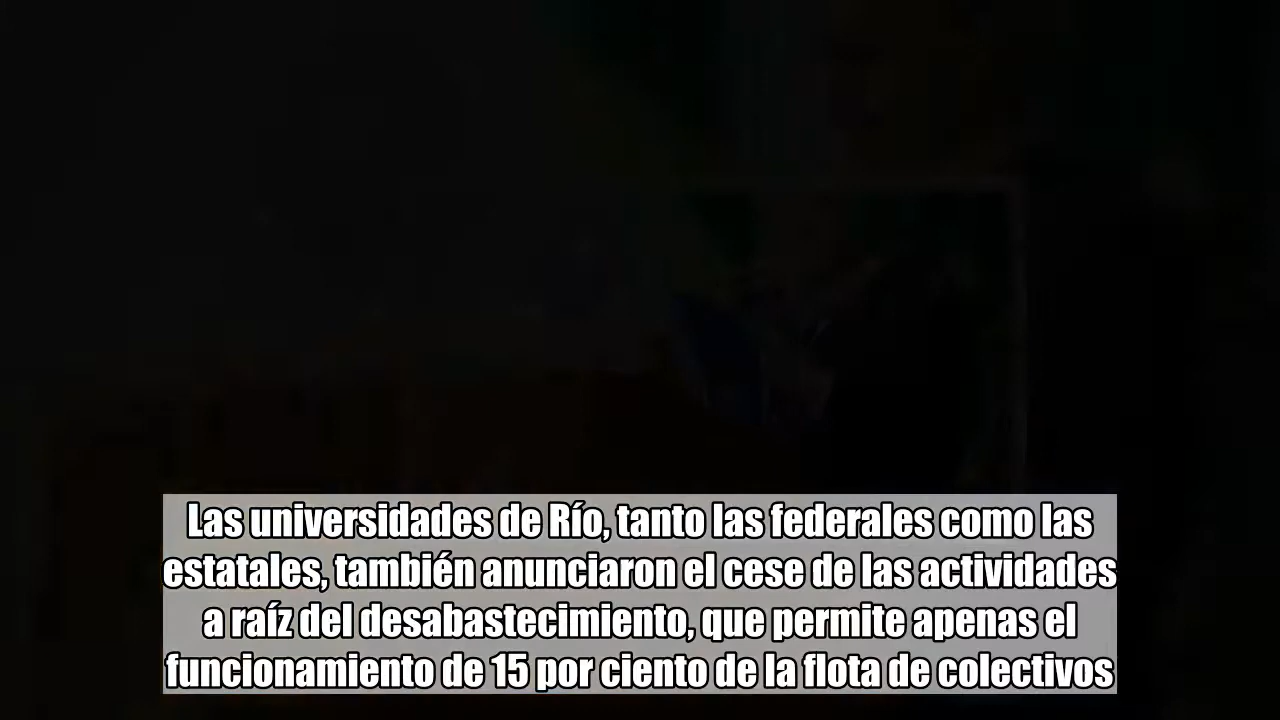 Las universidades de Río, tanto las federales como las
estatales, también anunciaron el cese de las actividades
a raíz del desabastecimiento, que permite apenas el
funcionamiento de 15 por ciento de la flota de colectivos